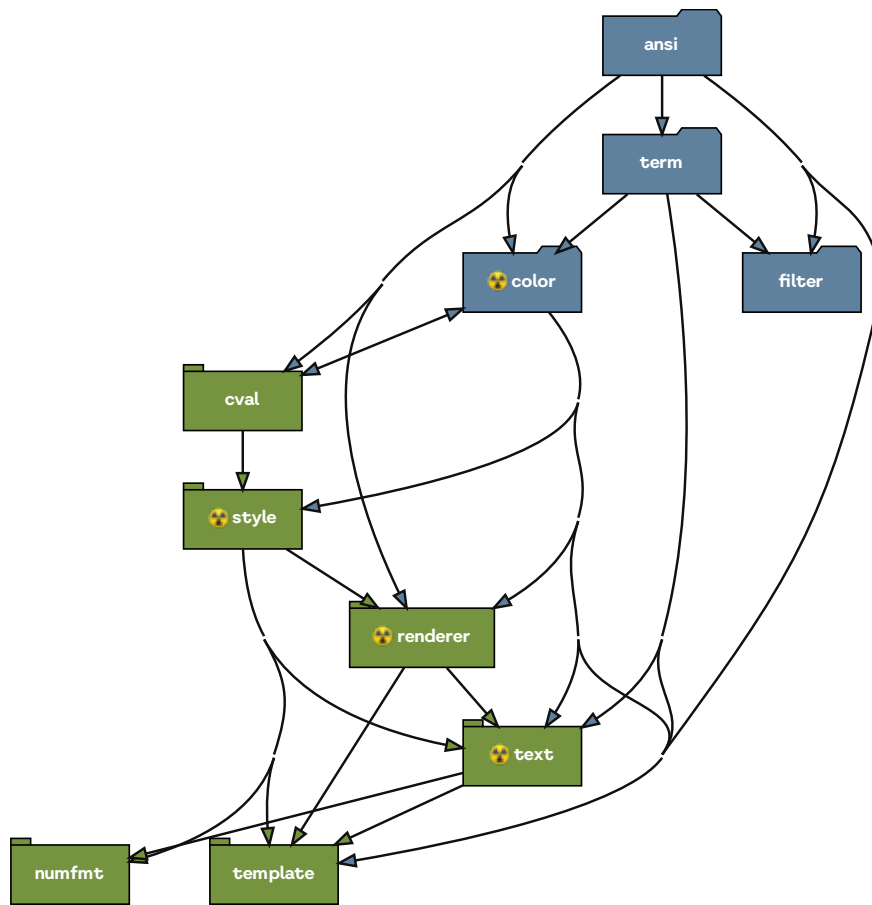 ansi
term
color
filter
cval
style
renderer
text
numfmt
template